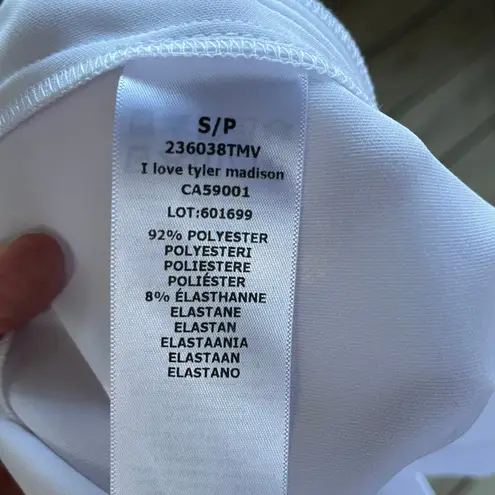 S/P
236038TMV
I love tyler madison
CA59001
LOT:601699
92% POLYESTER
POLYESTERI
POLIESTERE
POLIÉSTER
8% ÉLASTHANNE
ELASTANE
ELASTAN
ELASTAANIA
ELASTAAN
ELASTANO